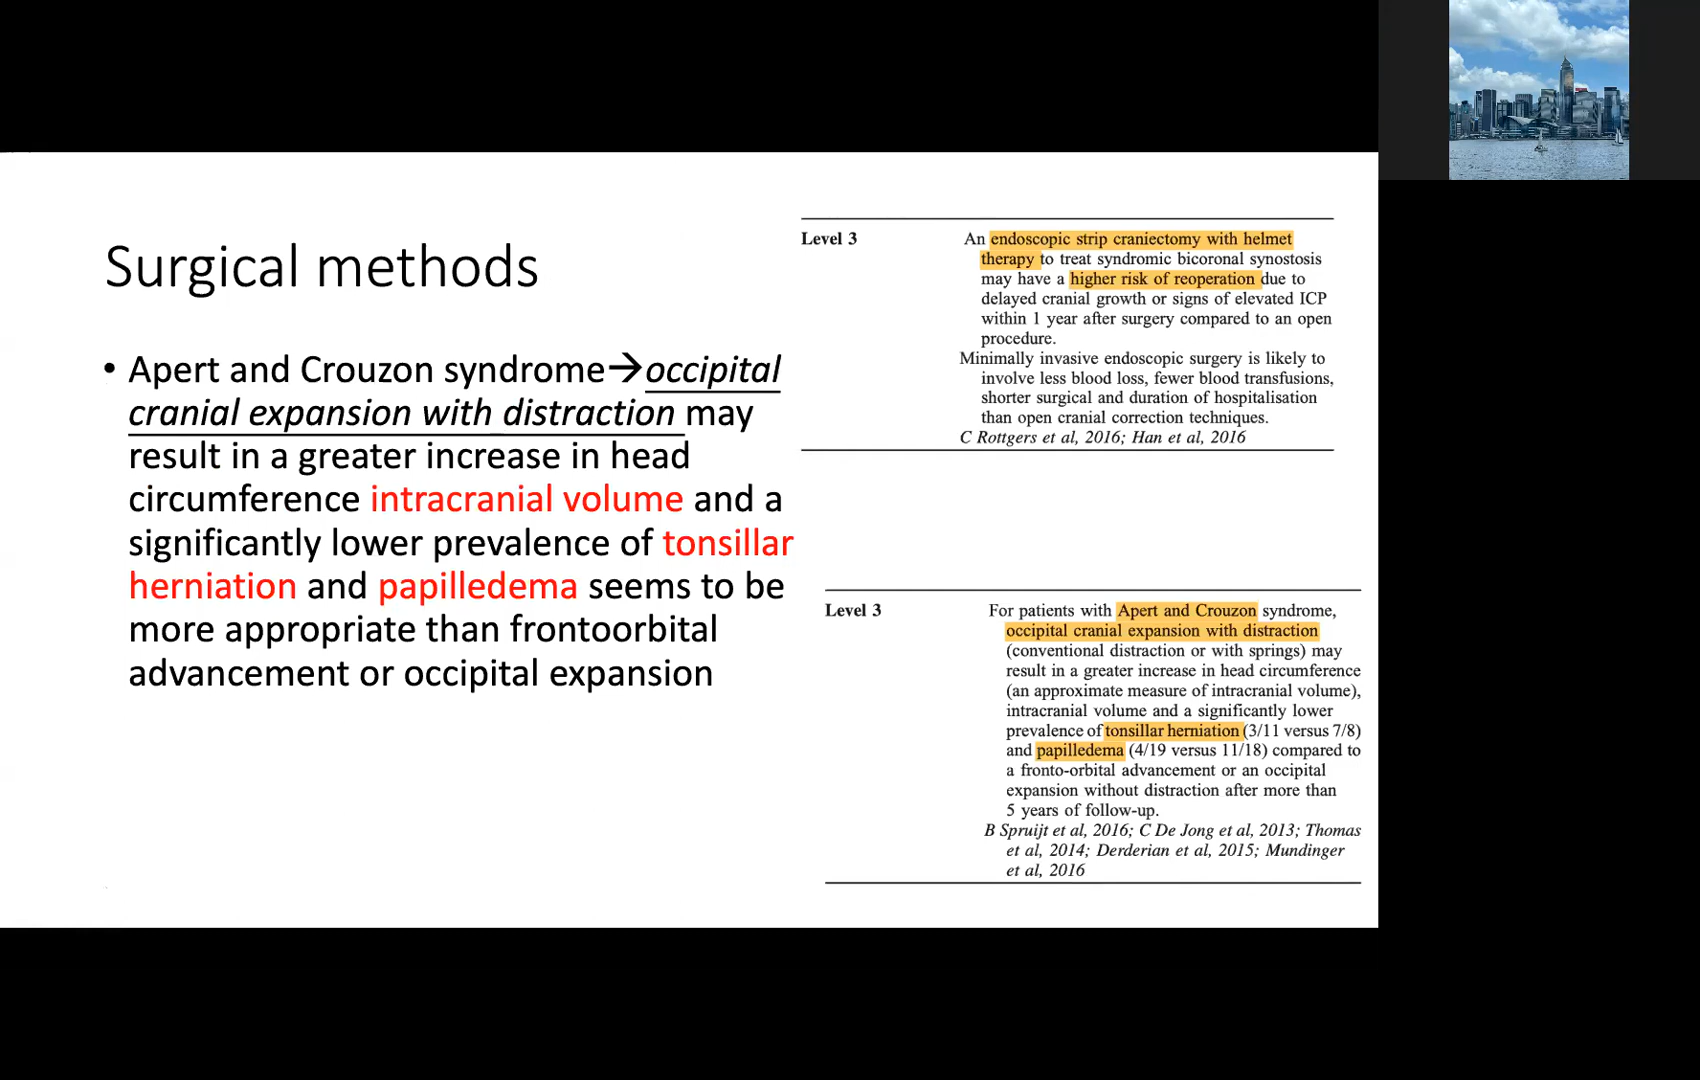 Surgical methods
• Apert and Crouzon syndrome→occipital
cranial expansion with distraction may
result in a greater increase in head
circumference intracranial volume and a
significantly lower prevalence of tonsillar
herniation and papilledema seems to be
more appropriate than frontoorbital
advancement or occipital expansion
Level 3
An endoscopic strip craniectomy with helmet
therapy to treat syndromic bicoronal synostosis
may have a higher risk of reoperation due to
delayed cranial growth or signs of elevated ICP
within 1 year after surgery compared to an open
procedure.
Minimally invasive endoscopic surgery is likely to
involve less blood loss, fewer blood transfusions,
shorter surgical and duration of hospitalisation
than open cranial correction techniques.
C Rottgers et al, 2016; Han et al, 2016
Level 3
For patients with Apert and Crouzon syndrome,
occipital cranial expansion with distraction
(conventional distraction or with springs) may
result in a greater increase in head circumference
(an approximate measure of intracranial volume),
intracranial volume and a significantly lower
prevalence of tonsillar herniation (3/11 versus 7/8)
and papilledema (4/19 versus 11/18) compared to
a fronto-orbital advancement or an occipital
expansion without distraction after more than
5 years of follow-up.
B Spruijt et al, 2016; C De Jong et al, 2013; Thomas
et al, 2014; Derderian et al, 2015; Mundinger
et al, 2016